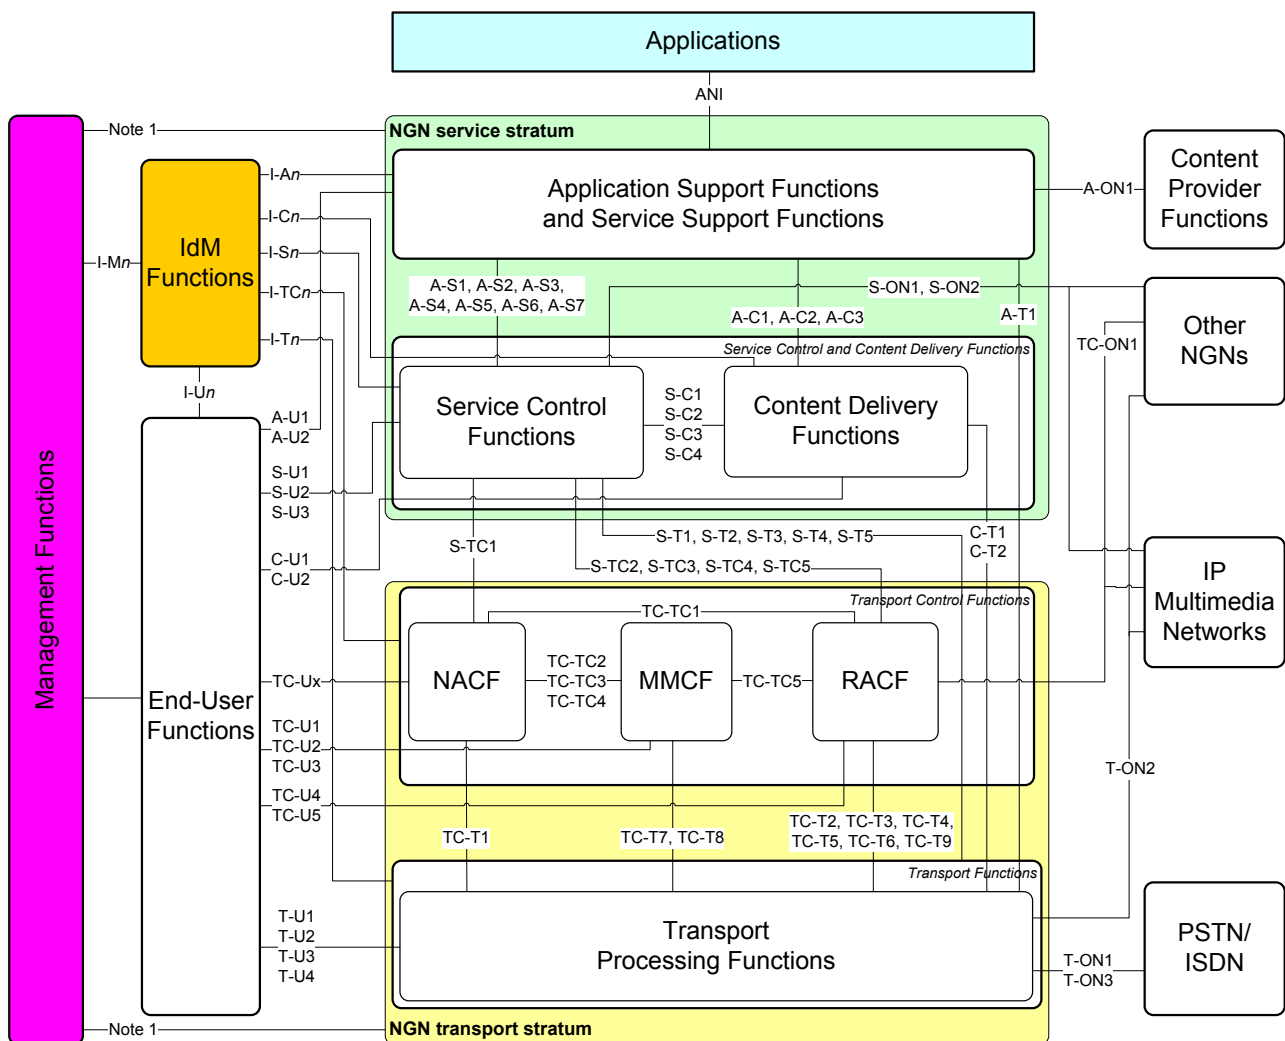 Applications
ANI
Note 1
NGN service stratum
Application Support Functions
and Service Support Functions
A-ON1
Content
Provider
Functions
I-An
I-Cn
I-Sn
I-TCn
I-Tn
IdM
Functions
I-Mn
I-Un
A-S1, A-S2, A-S3,
A-S4, A-S5, A-S6, A-S7
S-ON1, S-ON2
A-C1, A-C2, A-C3
A-T1
TC-ON1
Other
NGNs
Service Control and Content Delivery Functions
Service Control
Functions
S-C1
S-C2
S-C3
S-C4
Content Delivery
Functions
A-U1
A-U2
S-U1
S-U2
S-U3
C-U1
C-U2
Management Functions
End-User
Functions
S-TC1
S-T1, S-T2, S-T3, S-T4, S-T5
C-T1
C-T2
S-TC2, S-TC3, S-TC4, S-TC5
IP
Multimedia
Networks
Transport Control Functions
TC-TC1
NACF
TC-TC2
TC-TC3
TC-TC4
MMCF
TC-TC5
RACF
TC-Ux
TC-U1
TC-U2
TC-U3
TC-U4
TC-U5
T-ON2
TC-T1
TC-T7, TC-T8
TC-T2, TC-T3, TC-T4,
TC-T5, TC-T6, TC-T9
Transport Functions
Transport
Processing Functions
T-U1
T-U2
T-U3
T-U4
T-ON1
T-ON3
PSTN/
ISDN
Note 1
NGN transport stratum